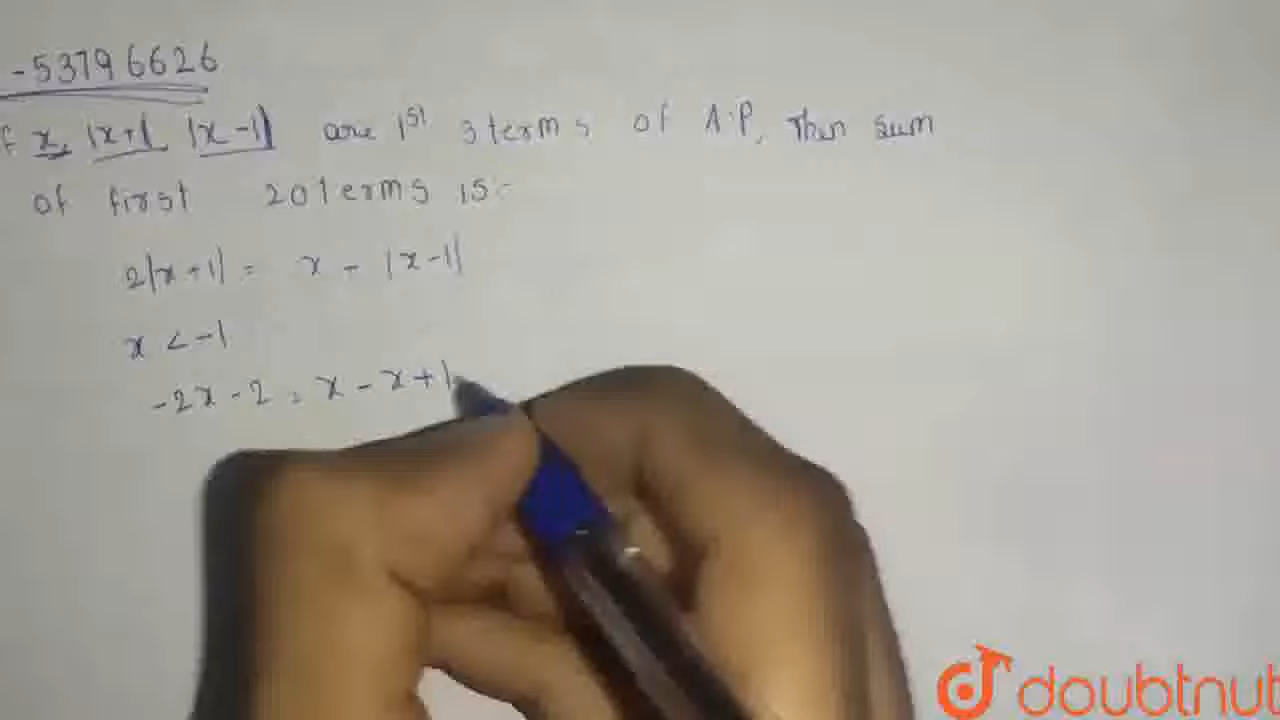 -53796626
f x, |x+1 |x-1| are 1st 3 terms of A.P, Then sum
of first 20 terms is:
2|x+1| = x - |x-1|
x < -1
-2x-2 = x-x+1
doubtnut